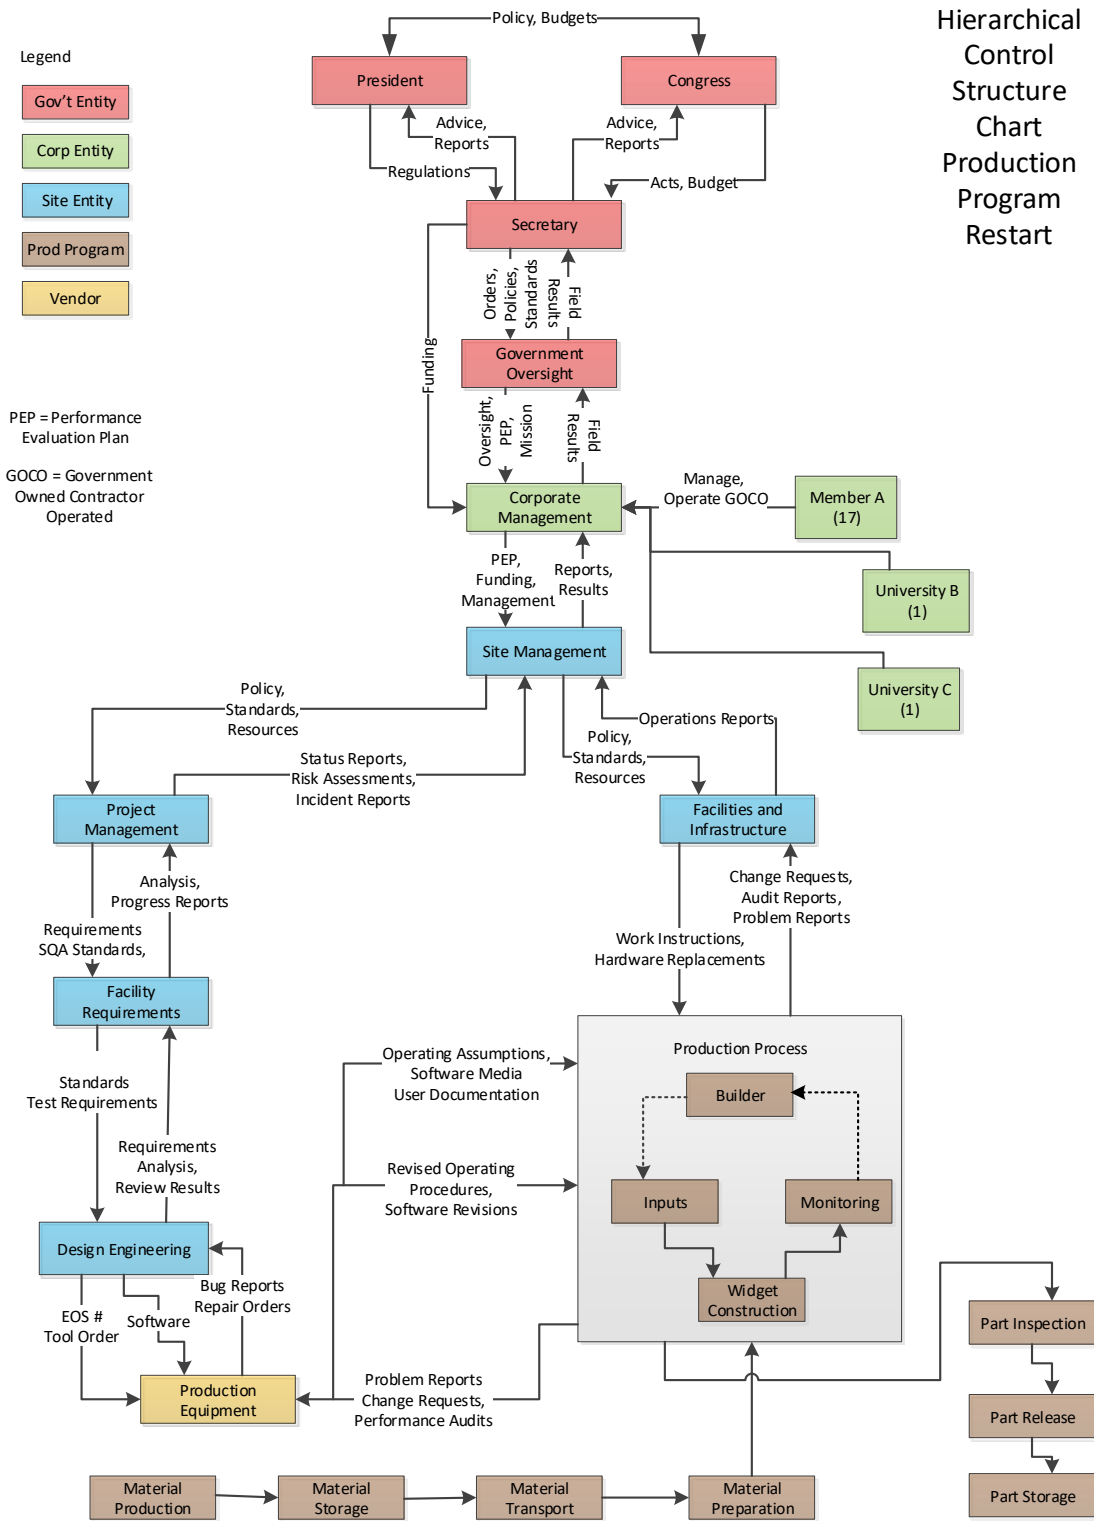 Policy, Budgets
Hierarchical
Control
Structure
Chart
Production
Program
Restart
Legend
Gov't Entity
Corp Entity
Site Entity
Prod Program
Vendor
PEP = Performance
Evaluation Plan
GOCO = Government
Owned Contractor
Operated
President
Congress
Advice,
Reports
Advice,
Reports
Regulations
Acts, Budget
Secretary
Orders,
Policies,
Standards
Field
Results
Funding
Government
Oversight
Oversight,
PEP,
Mission
Field
Results
Corporate
Management
Manage,
Operate GOCO
Member A
(17)
University B
(1)
University C
(1)
PEP,
Funding,
Management
Reports,
Results
Site Management
Policy,
Standards,
Resources
Operations Reports
Policy,
Standards,
Resources
Status Reports,
Risk Assessments,
Incident Reports
Project
Management
Facilities and
Infrastructure
Analysis,
Progress Reports
Requirements
SQA Standards,
Change Requests,
Audit Reports,
Problem Reports
Work Instructions,
Hardware Replacements
Facility
Requirements
Standards
Test Requirements
Requirements
Analysis,
Review Results
Operating Assumptions,
Software Media
User Documentation
Revised Operating
Procedures,
Software Revisions
Production Process
Builder
Inputs
Monitoring
Widget
Construction
Design Engineering
EOS #
Tool Order
Software
Bug Reports
Repair Orders
Production
Equipment
Problem Reports
Change Requests,
Performance Audits
Part Inspection
Part Release
Part Storage
Material
Production
Material
Storage
Material
Transport
Material
Preparation